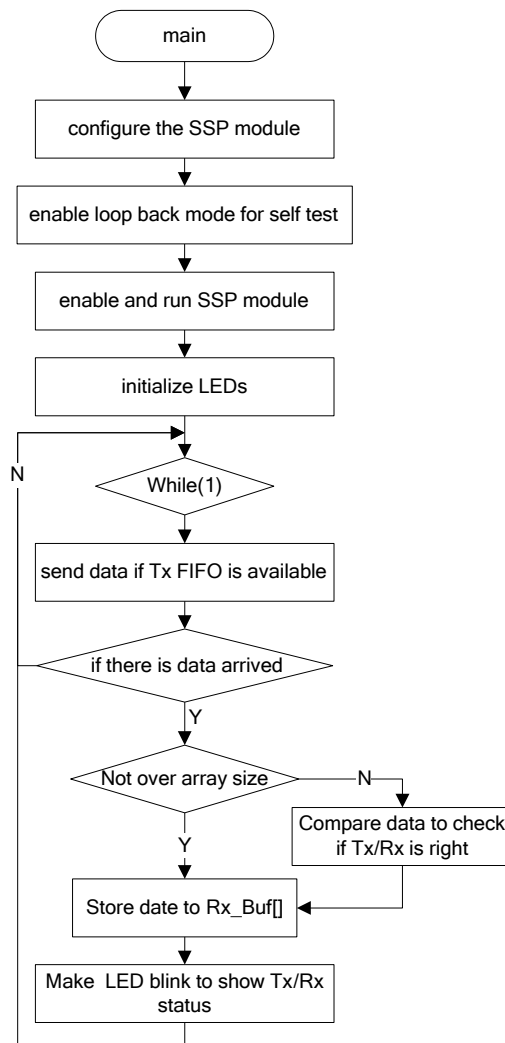 main
configure the SSP module
enable loop back mode for self test
enable and run SSP module
initialize LEDs
N
While(1)
send data if Tx FIFO is available
if there is data arrived
Y
Not over array size
N
Compare data to check
if Tx/Rx is right
Y
Store date to Rx_Buf[]
Make LED blink to show Tx/Rx
status